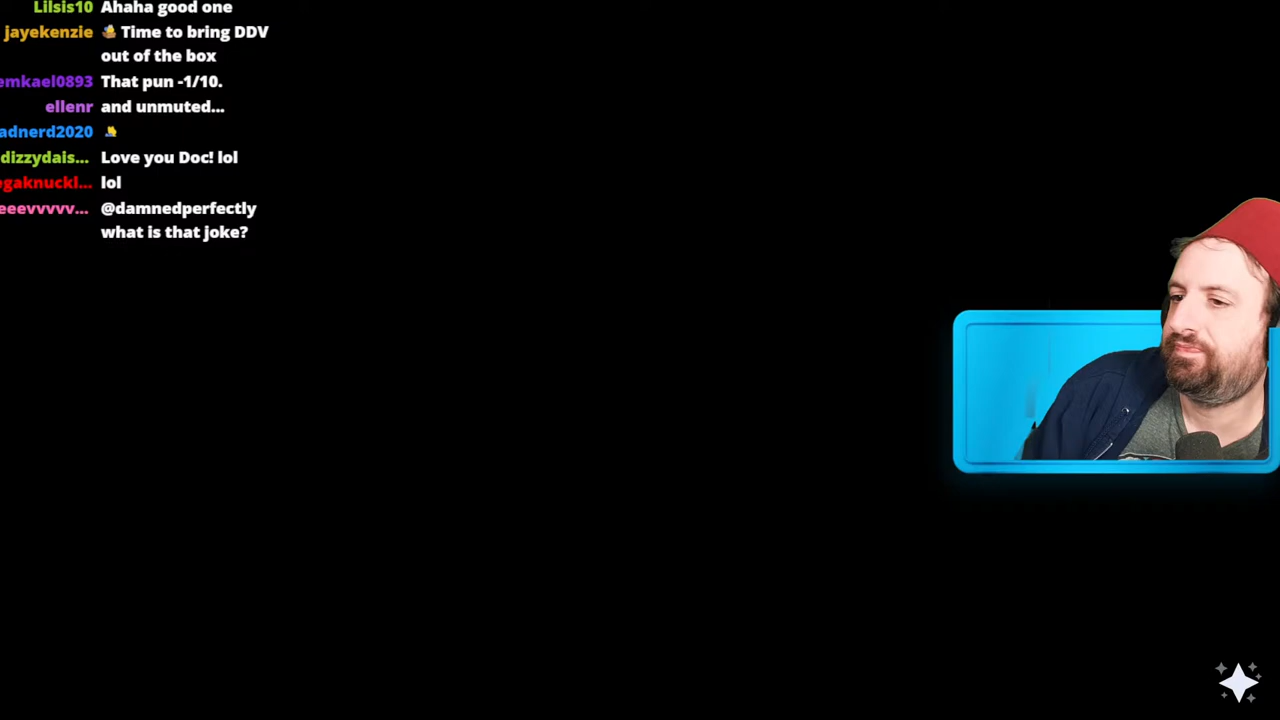 Lilsis10 Ahaha good one
jayekenzie Time to bring DDV
out of the box
emkael0893 That pun -1/10.
ellenr and unmuted...
adnerd2020
dizzydais... Love you Doc! lol
ogaknuckl... lol
eeevvvvv... @damnedperfectly
what is that joke?